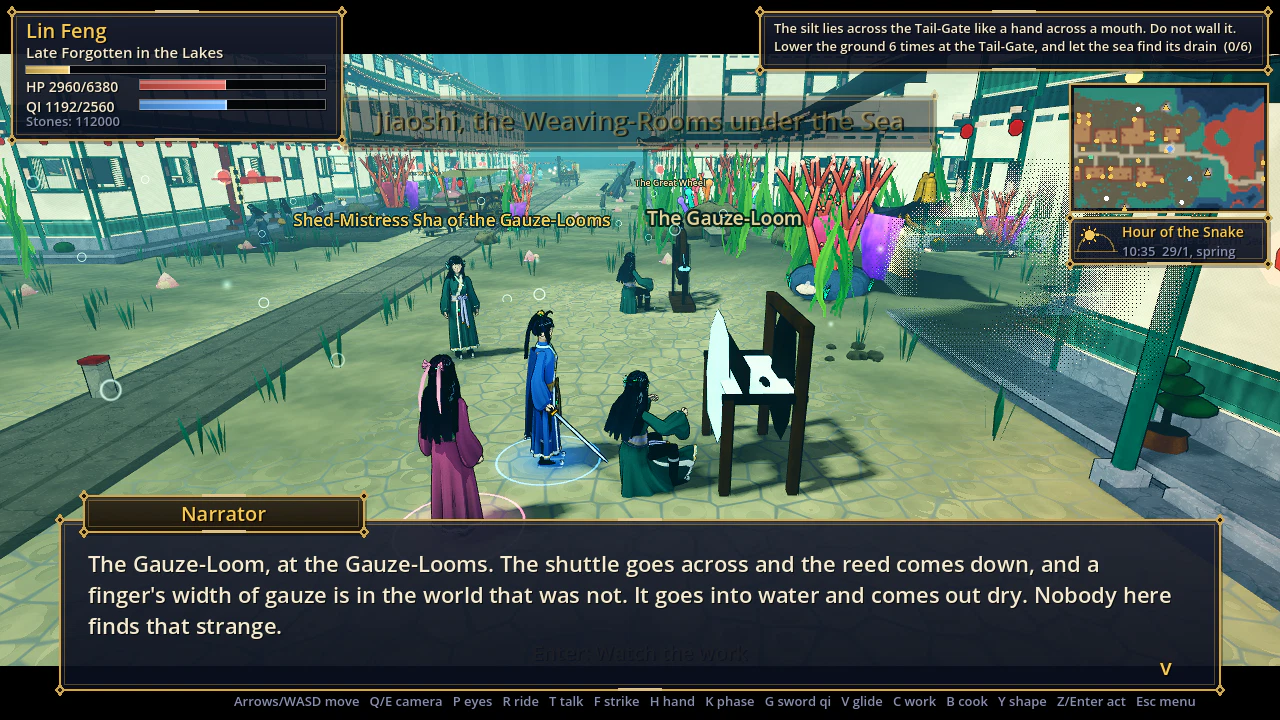 Lin Feng
Late Forgotten in the Lakes
HP 2960/6380
QI 1192/2560
Stones: 112000
The silt lies across the Tail-Gate like a hand across a mouth. Do not wall it.
Lower the ground 6 times at the Tail-Gate, and let the sea find its drain (0/6)
Jiaoshi, the Weaving-Rooms under the Sea
Hour of the Snake
10:35 29/1, spring
The Great Wheel
Shed-Mistress Sha of the Gauze-Looms
The Gauze-Loom
Narrator
The Gauze-Loom, at the Gauze-Looms. The shuttle goes across and the reed comes down, and a
finger's width of gauze is in the world that was not. It goes into water and comes out dry. Nobody here
finds that strange.
Enter: Watch the Work
V
Arrows/WASD move Q/E camera P eyes R ride T talk F strike H hand K phase G sword qi V glide C work B cook Y shape Z/Enter act Esc menu